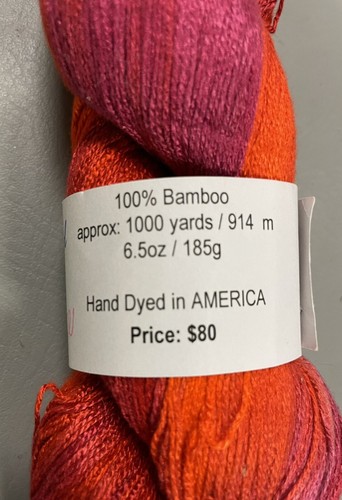 100% Bamboo
approx: 1000 yards / 914 m
6.5oz / 185g
Hand Dyed in AMERICA
Price: $80